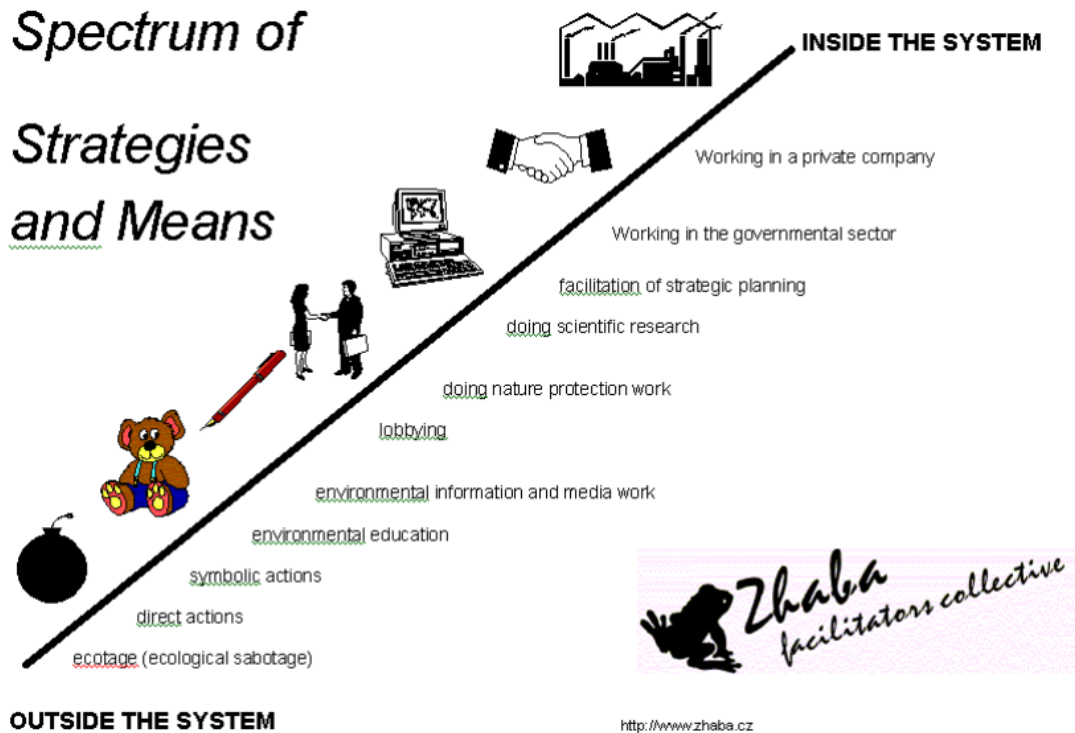 Spectrum of
Strategies
and Means
INSIDE THE SYSTEM
Working in a private company
Working in the governmental sector
facilitation of strategic planning
doing scientific research
doing nature protection work
lobbying
environmental information and media work
environmental education
symbolic actions
direct actions
ecotage (ecological sabotage)
OUTSIDE THE SYSTEM
Zhaba
facilitators collective
http://www.zhaba.cz